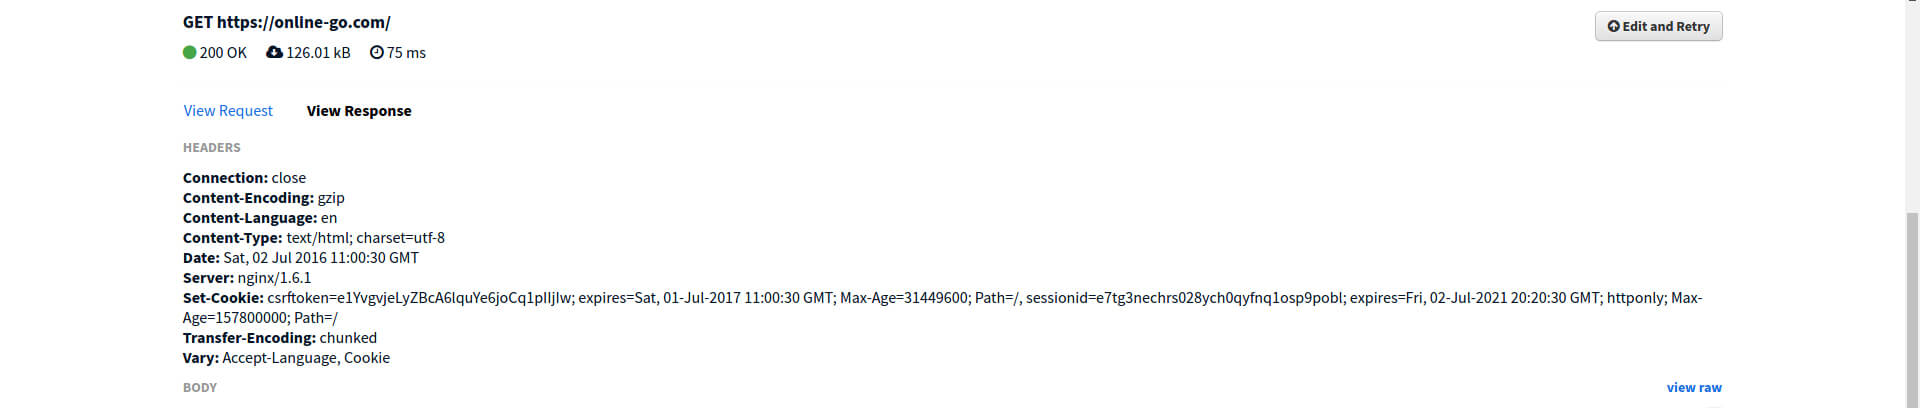 GET https://online-go.com/
Edit and Retry
200 OK 126.01 kB 75 ms
View Request View Response
HEADERS
Connection: close
Content-Encoding: gzip
Content-Language: en
Content-Type: text/html; charset=utf-8
Date: Sat, 02 Jul 2016 11:00:30 GMT
Server: nginx/1.6.1
Set-Cookie: csrftoken=e1YvgvjeLyZBcA6lquYe6joCq1pIljlw; expires=Sat, 01-Jul-2017 11:00:30 GMT; Max-Age=31449600; Path=/, sessionid=e7tg3nechrs028ych0qyfnq1osp9pobl; expires=Fri, 02-Jul-2021 20:20:30 GMT; httponly; Max-
Age=157800000; Path=/
Transfer-Encoding: chunked
Vary: Accept-Language, Cookie
BODY
view raw